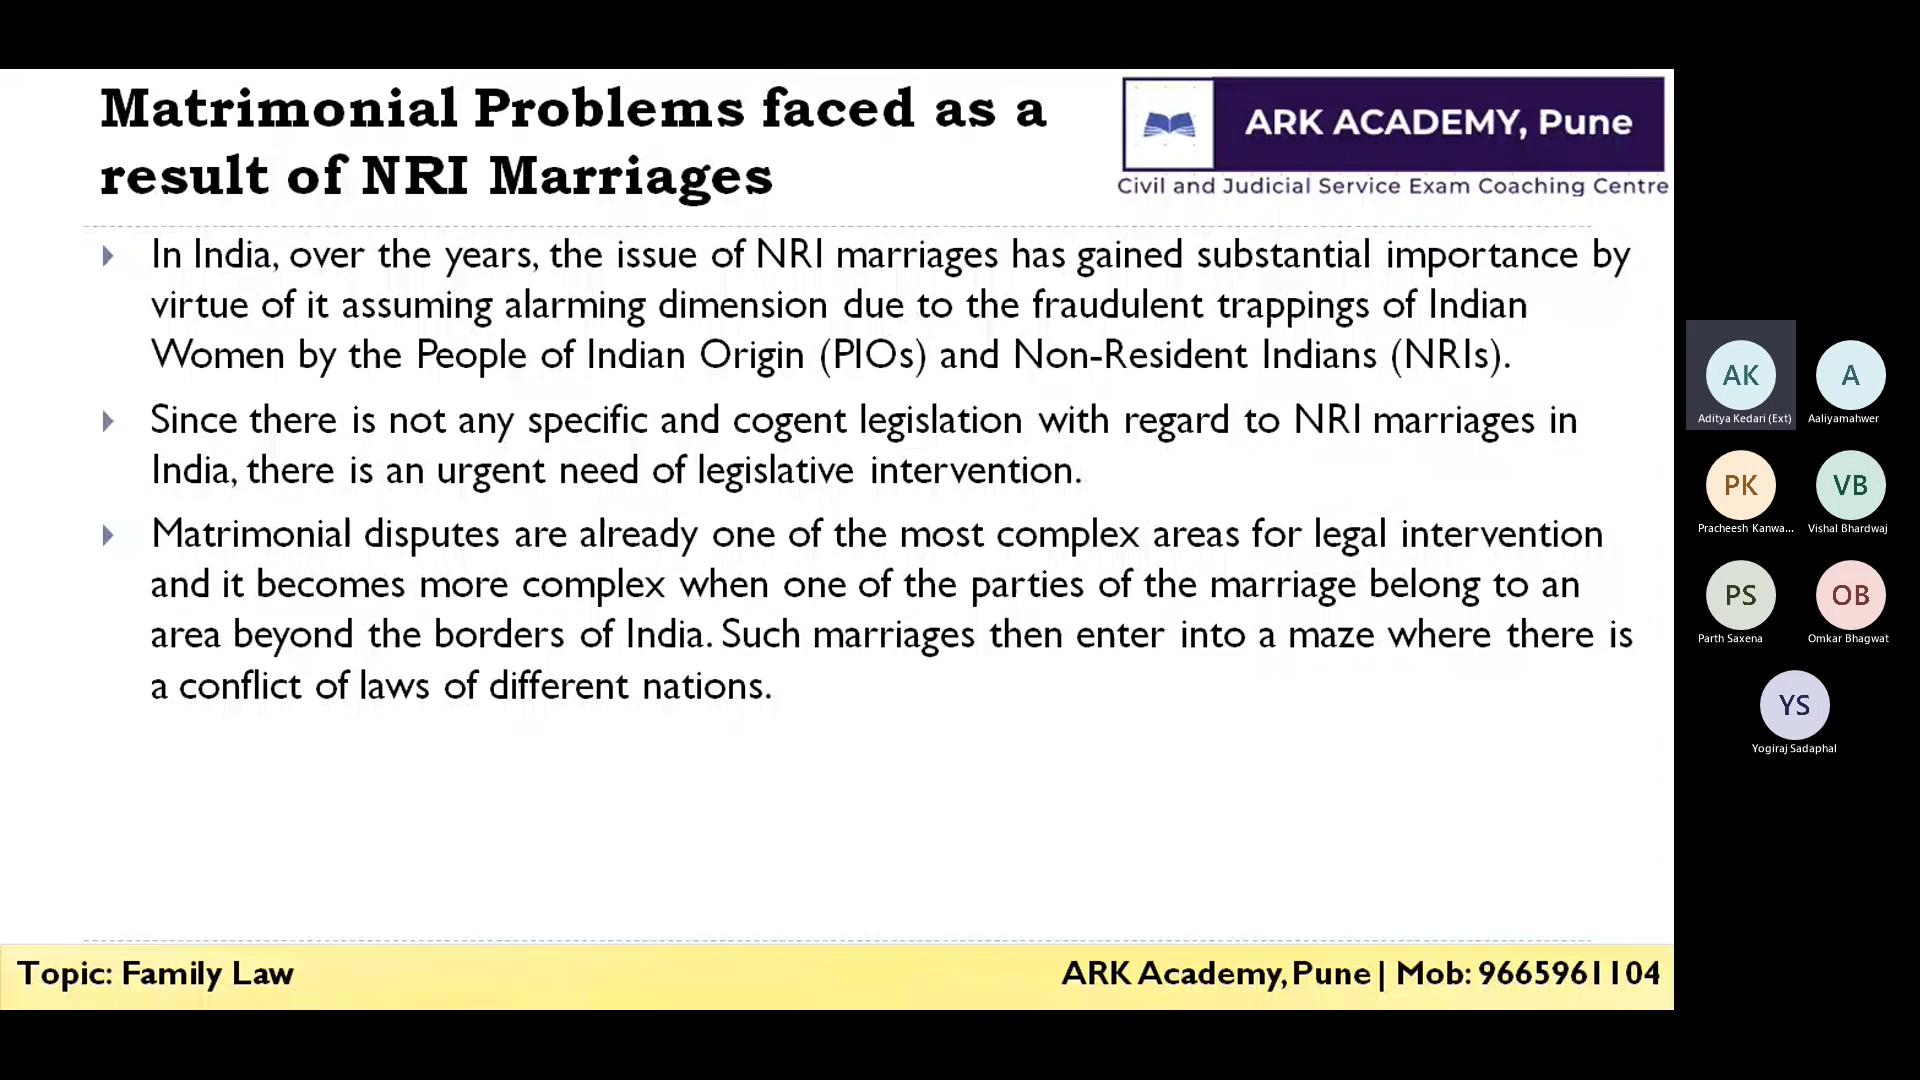 Matrimonial Problems faced as a
result of NRI Marriages
ARK ACADEMY, Pune
Civil and Judicial Service Exam Coaching Centre
In India, over the years, the issue of NRI marriages has gained substantial importance by
virtue of it assuming alarming dimension due to the fraudulent trappings of Indian
Women by the People of Indian Origin (PIOs) and Non-Resident Indians (NRIs).
Since there is not any specific and cogent legislation with regard to NRI marriages in
India, there is an urgent need of legislative intervention.
Matrimonial disputes are already one of the most complex areas for legal intervention
and it becomes more complex when one of the parties of the marriage belong to an
area beyond the borders of India. Such marriages then enter into a maze where there is
a conflict of laws of different nations.
Topic: Family Law
ARK Academy, Pune | Mob: 9665961104
AK
A
Aditya Kedari (Ext)
Aaliyamahwer
PK
VB
Pracheesh Kanwa...
Vishal Bhardwaj
PS
OB
Parth Saxena
Omkar Bhagwat
YS
Yogiraj Sadaphal